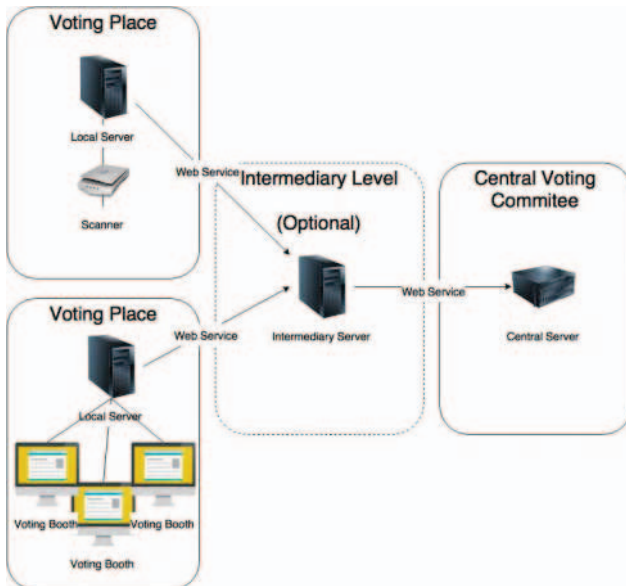 Voting Place
Local Server
Scanner
Web Service
Intermediary Level
(Optional)
Intermediary Server
Web Service
Central Voting
Commitee
Central Server
Voting Place
Web Service
Local Server
Voting Booth
Voting Booth
Voting Booth